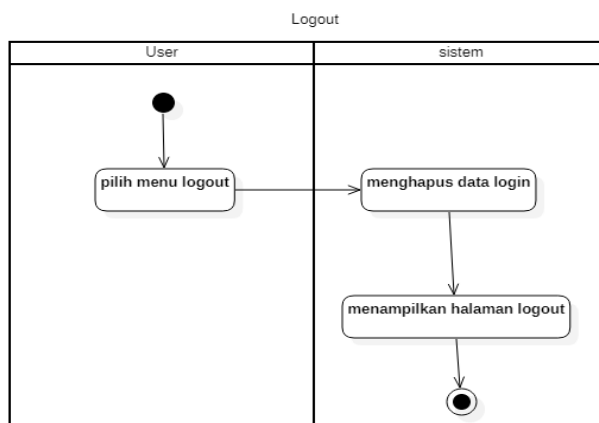 Logout
User
sistem
pilih menu logout
menghapus data login
menampilkan halaman logout